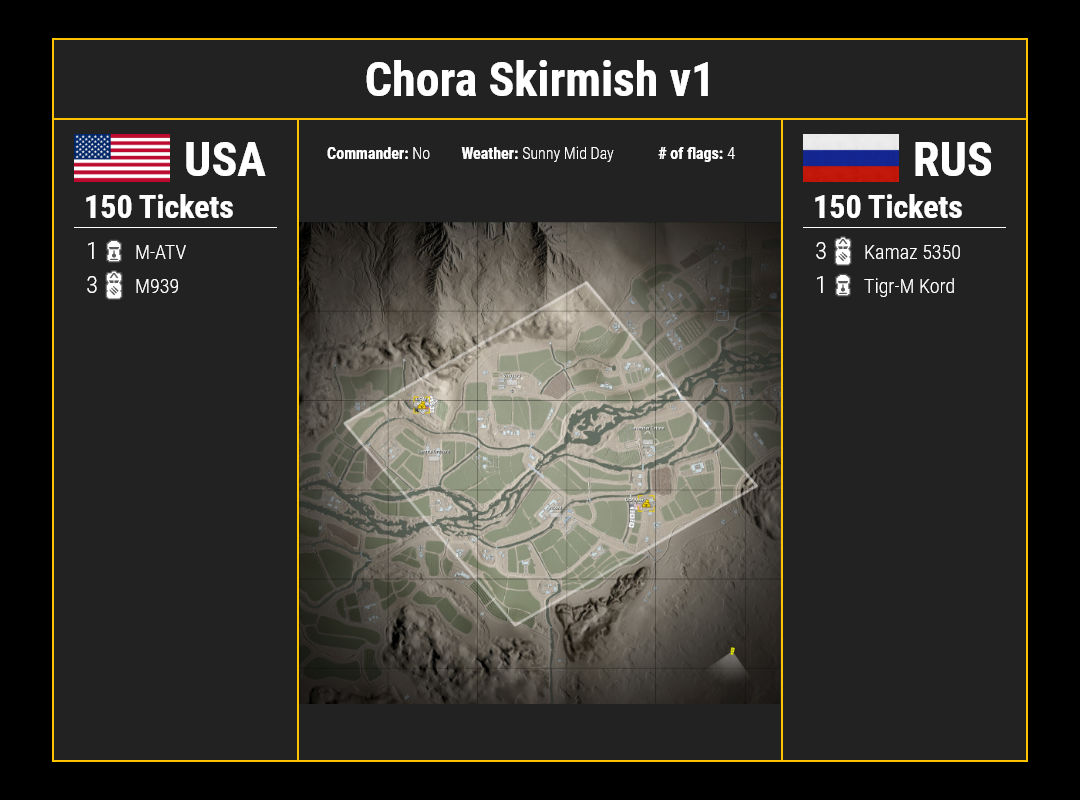 Chora Skirmish v1
USA
150 Tickets
1 M-ATV
3 M939
Commander: No Weather: Sunny Mid Day # of flags: 4
RUS
150 Tickets
3 Kamaz 5350
1 Tigr-M Kord